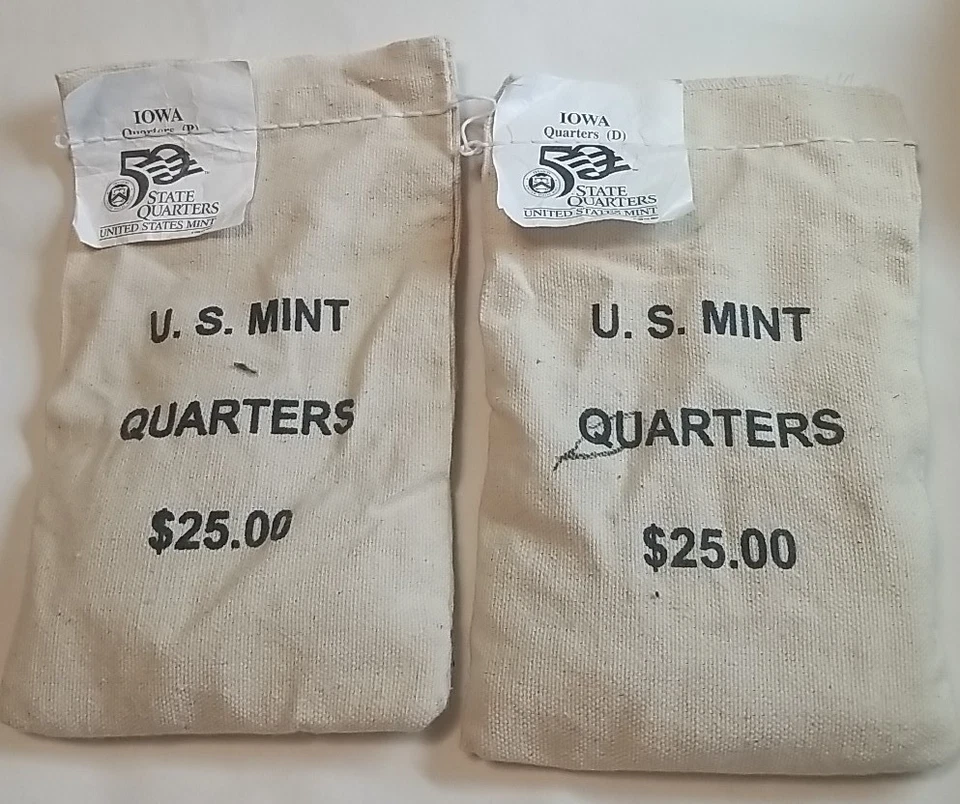 IOWA
Quarters (P)
50
STATE
QUARTERS
UNITED STATES MINT
U. S. MINT
QUARTERS
$25.00
IOWA
Quarters (D)
50
STATE
QUARTERS
UNITED STATES MINT
U. S. MINT
QUARTERS
$25.00